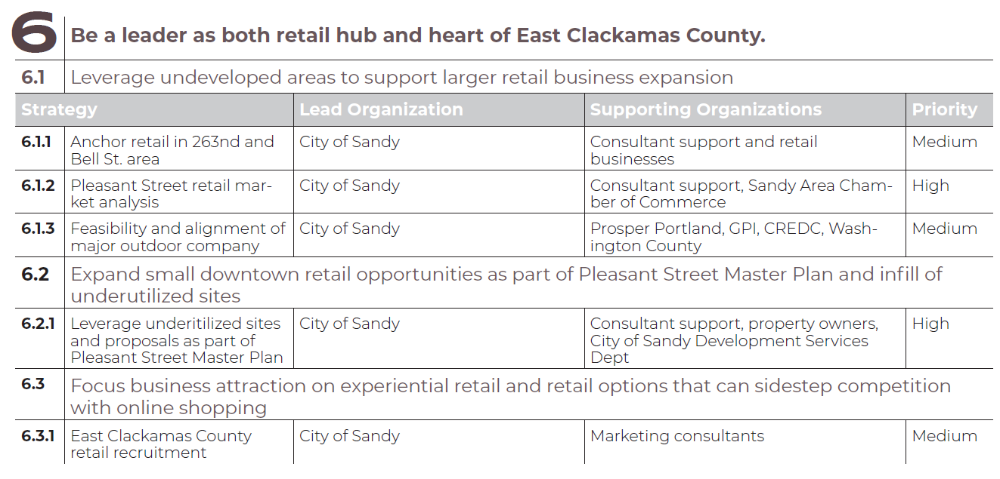 6 Be a leader as both retail hub and heart of East Clackamas County.
6.1 Leverage undeveloped areas to support larger retail business expansion
Strategy Lead Organization Supporting Organizations Priority
6.1.1 Anchor retail in 263nd and City of Sandy Consultant support and retail Medium
Bell St. area businesses
6.1.2 Pleasant Street retail mar- City of Sandy Consultant support, Sandy Area Cham- High
ket analysis ber of Commerce
6.1.3 Feasibility and alignment of City of Sandy Prosper Portland, GPI, CREDC, Wash- Medium
major outdoor company ington County
6.2 Expand small downtown retail opportunities as part of Pleasant Street Master Plan and infill of
underutilized sites
6.2.1 Leverage underitilized sites City of Sandy Consultant support, property owners, High
and proposals as part of City of Sandy Development Services
Pleasant Street Master Plan Dept
6.3 Focus business attraction on experiential retail and retail options that can sidestep competition
with online shopping
6.3.1 East Clackamas County City of Sandy Marketing consultants Medium
retail recruitment